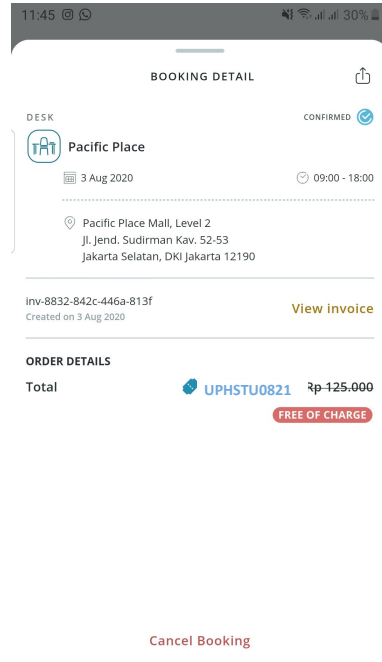 11:45 30%
BOOKING DETAIL
DESK CONFIRMED
Pacific Place
3 Aug 2020 09:00 - 18:00
Pacific Place Mall, Level 2
Jl. Jend. Sudirman Kav. 52-53
Jakarta Selatan, DKI Jakarta 12190
inv-8832-842c-446a-813f
Created on 3 Aug 2020 View invoice
ORDER DETAILS
Total UPHSTU0821 Rp 125.000
FREE OF CHARGE
Cancel Booking